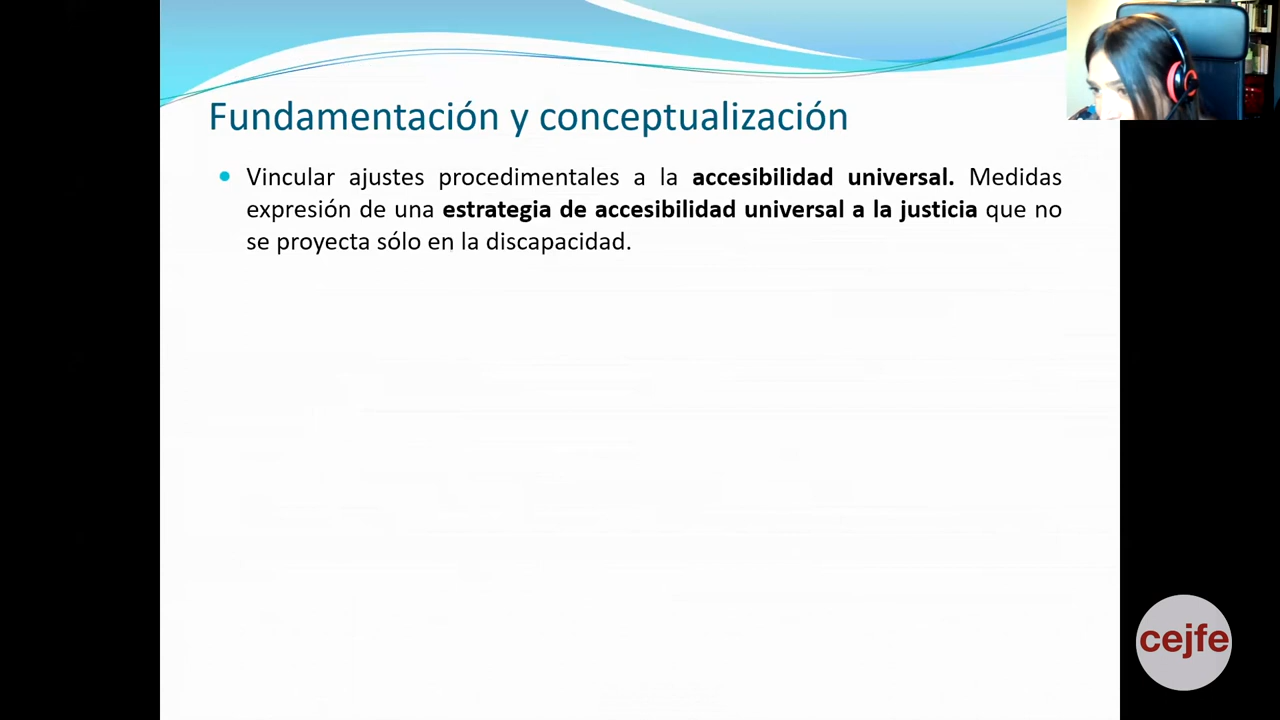 Fundamentación y conceptualización
Vincular ajustes procedimentales a la accesibilidad universal. Medidas
expresión de una estrategia de accesibilidad universal a la justicia que no
se proyecta sólo en la discapacidad.
cejfe